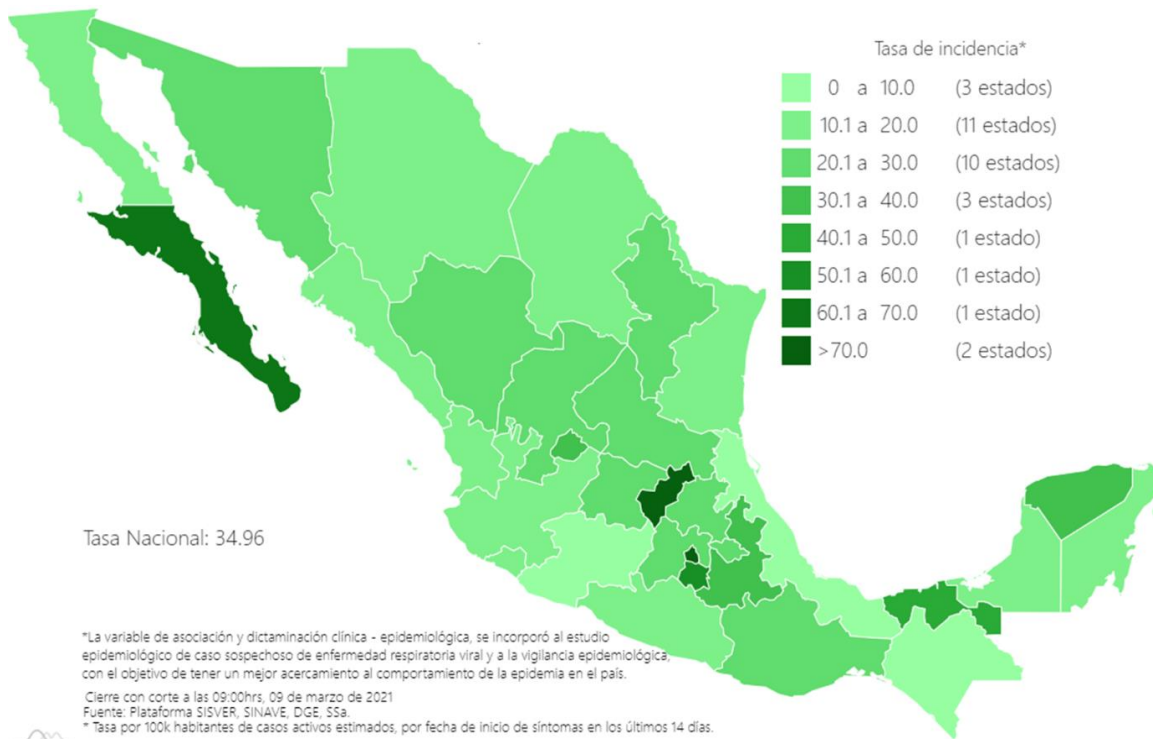 Tasa de incidencia*
0 a 10.0 (3 estados)
10.1 a 20.0 (11 estados)
20.1 a 30.0 (10 estados)
30.1 a 40.0 (3 estados)
40.1 a 50.0 (1 estado)
50.1 a 60.0 (1 estado)
60.1 a 70.0 (1 estado)
>70.0 (2 estados)
Tasa Nacional: 34.96
*La variable de asociación y dictaminación clínica - epidemiológica, se incorporó al estudio
epidemiológico de caso sospechoso de enfermedad respiratoria viral y a la vigilancia epidemiológica,
con el objetivo de tener un mejor acercamiento al comportamiento de la epidemia en el país.
Cierre con corte a las 09:00hrs, 09 de marzo de 2021
Fuente: Plataforma SISVER, SINAVE, DGE, SSa.
* Tasa por 100k habitantes de casos activos estimados, por fecha de inicio de síntomas en los últimos 14 días.